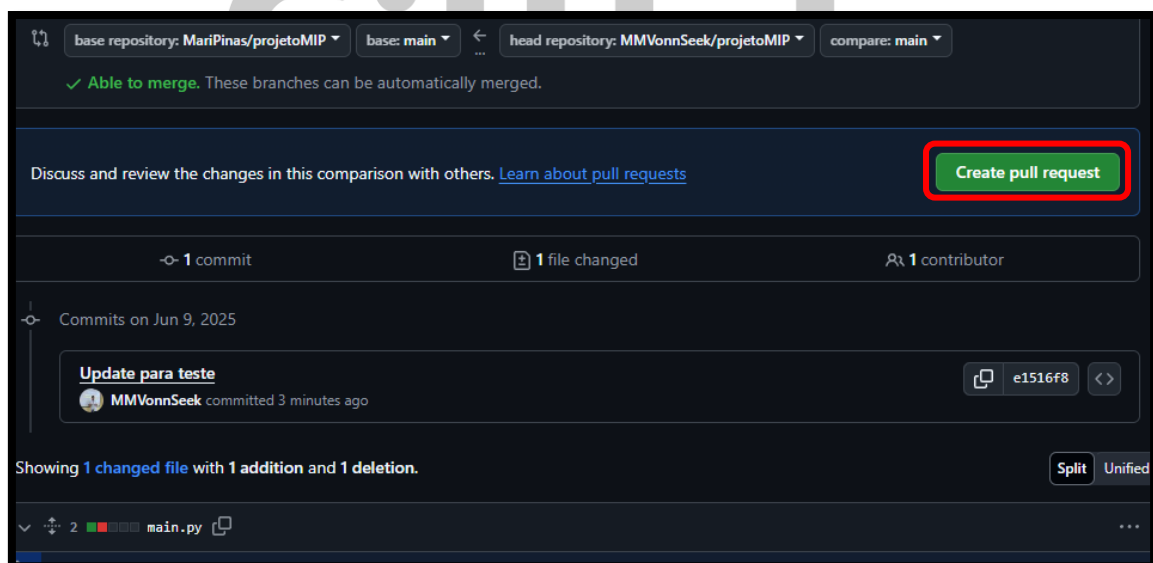 base repository: MariPinas/projetoMIP base: main ... head repository: MMVonnSeek/projetoMIP compare: main
Able to merge. These branches can be automatically merged.
Discuss and review the changes in this comparison with others. Learn about pull requests Create pull request
1 commit 1 file changed 1 contributor
Commits on Jun 9, 2025
Update para teste
e1516f8
MMVonnSeek committed 3 minutes ago
Showing 1 changed file with 1 addition and 1 deletion. Split Unified
2 main.py ...